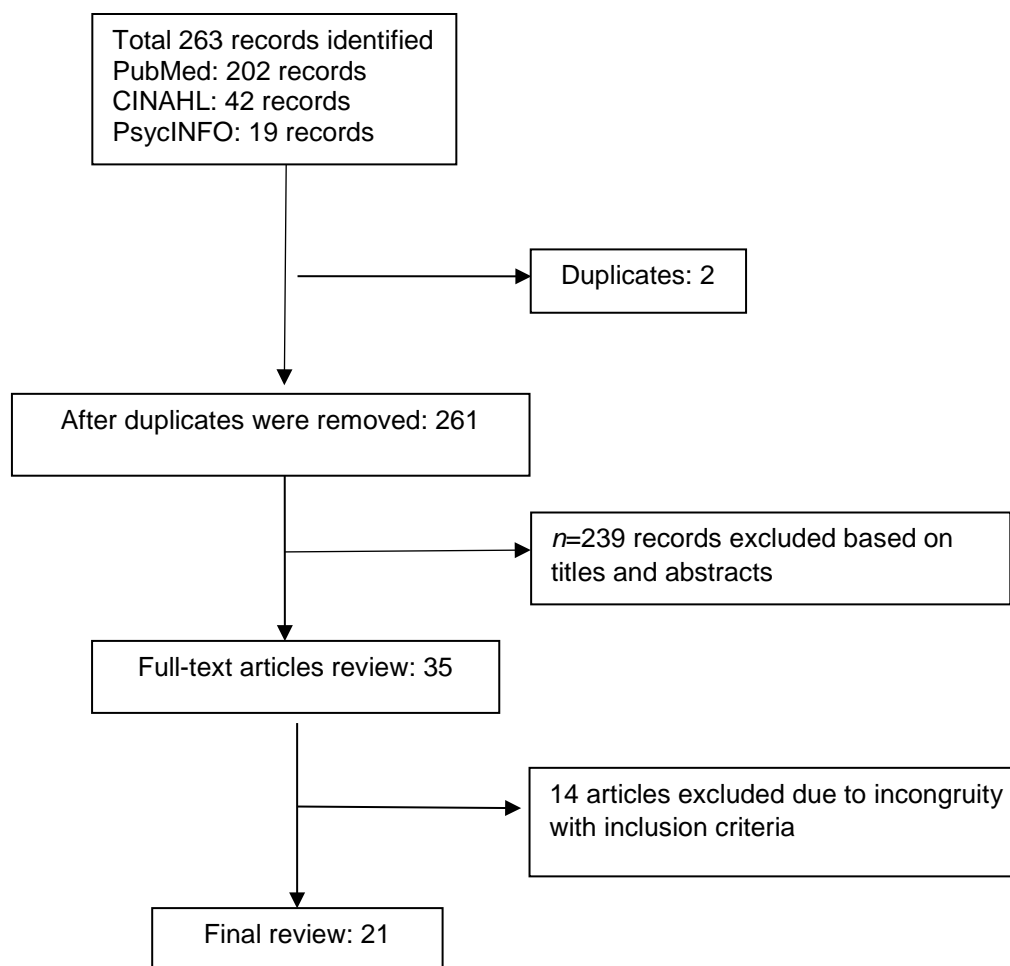 Total 263 records identified
PubMed: 202 records
CINAHL: 42 records
PsycINFO: 19 records
Duplicates: 2
After duplicates were removed: 261
n=239 records excluded based on
titles and abstracts
Full-text articles review: 35
14 articles excluded due to incongruity
with inclusion criteria
Final review: 21